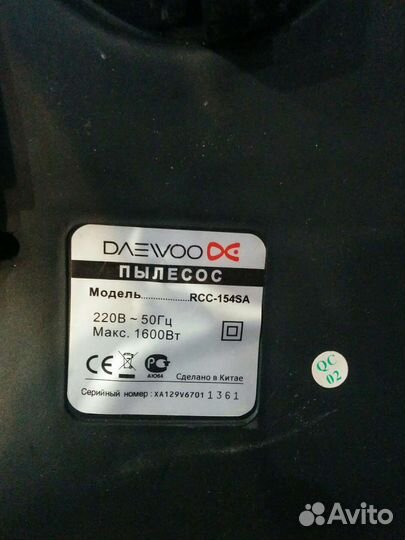 DAEWOO
ПЫЛЕСОС
Модель....................RCC-154SA
220В ~ 50Гц
Макс. 1600Вт
CE РС
АЮ64
Сделано в Китае
Серийный номер : XA129V6701 1361
QC
02
Avito